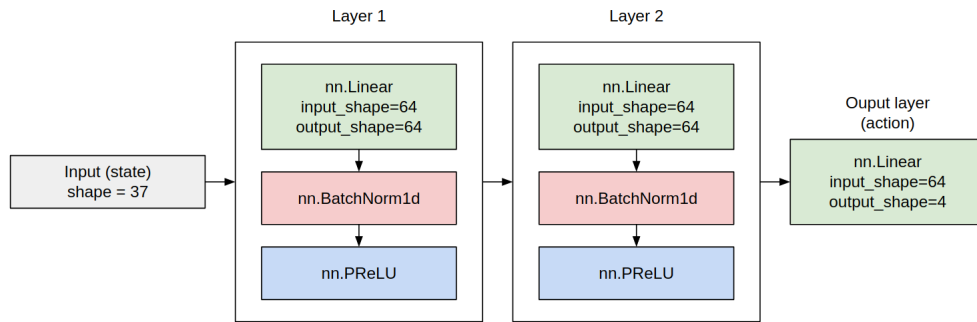 Layer 1
Layer 2
Input (state)
shape = 37
nn.Linear
input_shape=64
output_shape=64
nn.BatchNorm1d
nn.PReLU
nn.Linear
input_shape=64
output_shape=64
nn.BatchNorm1d
nn.PReLU
Ouput layer
(action)
nn.Linear
input_shape=64
output_shape=4